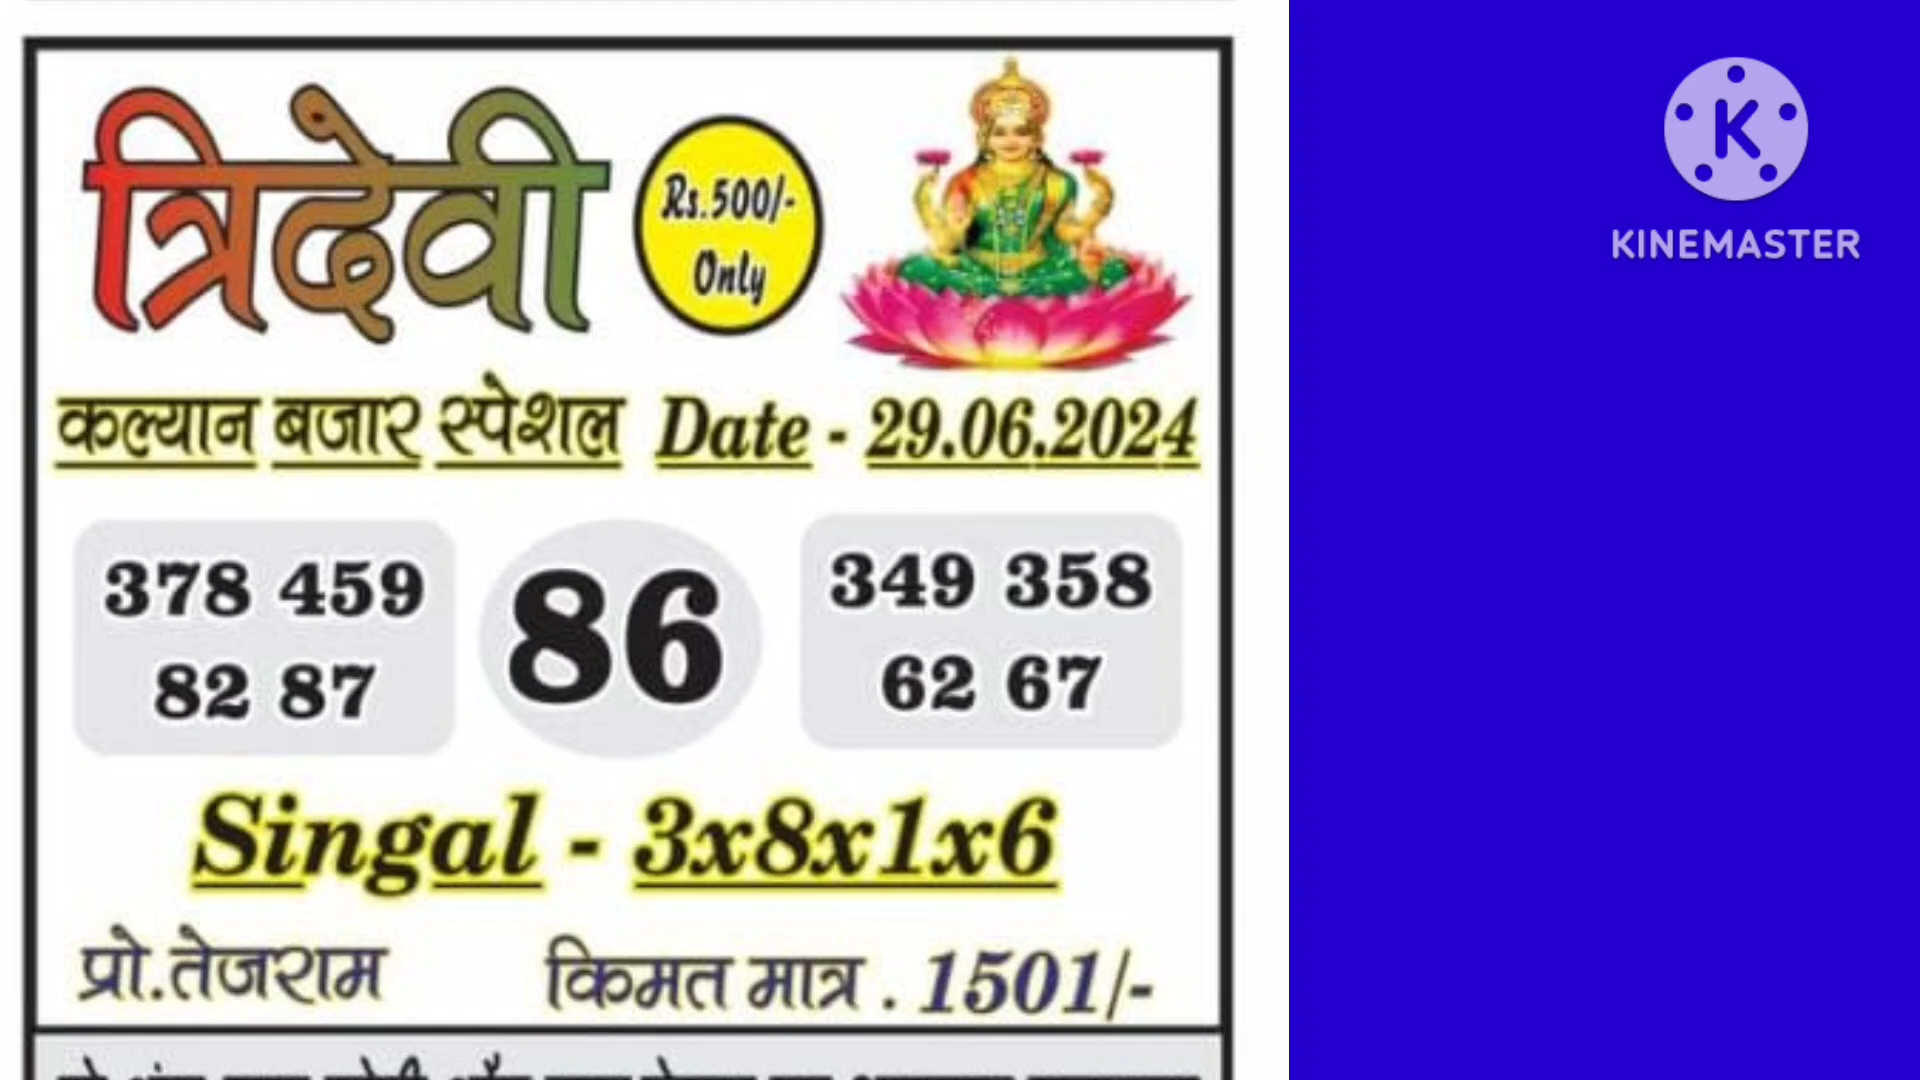 त्रिदेवी
Rs.500/-
Only
कल्यान बजार स्पेशल Date - 29.06.2024
378 459
82 87
86
349 358
62 67
Singal - 3x8x1x6
प्रो.तेजराम किमत मात्र . 1501/-
K
KINEMASTER